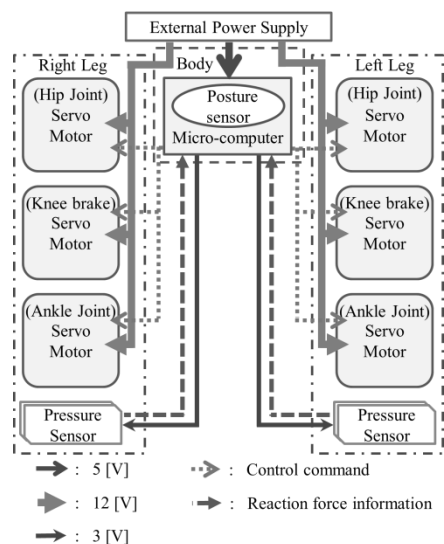 External Power Supply
Right Leg
Body
Left Leg
(Hip Joint)
Servo
Motor
Posture
sensor
Micro-computer
(Hip Joint)
Servo
Motor
(Knee brake)
Servo
Motor
(Knee brake)
Servo
Motor
(Ankle Joint)
Servo
Motor
(Ankle Joint)
Servo
Motor
Pressure
Sensor
Pressure
Sensor
: 5 [V]
: Control command
: 12 [V]
: Reaction force information
: 3 [V]